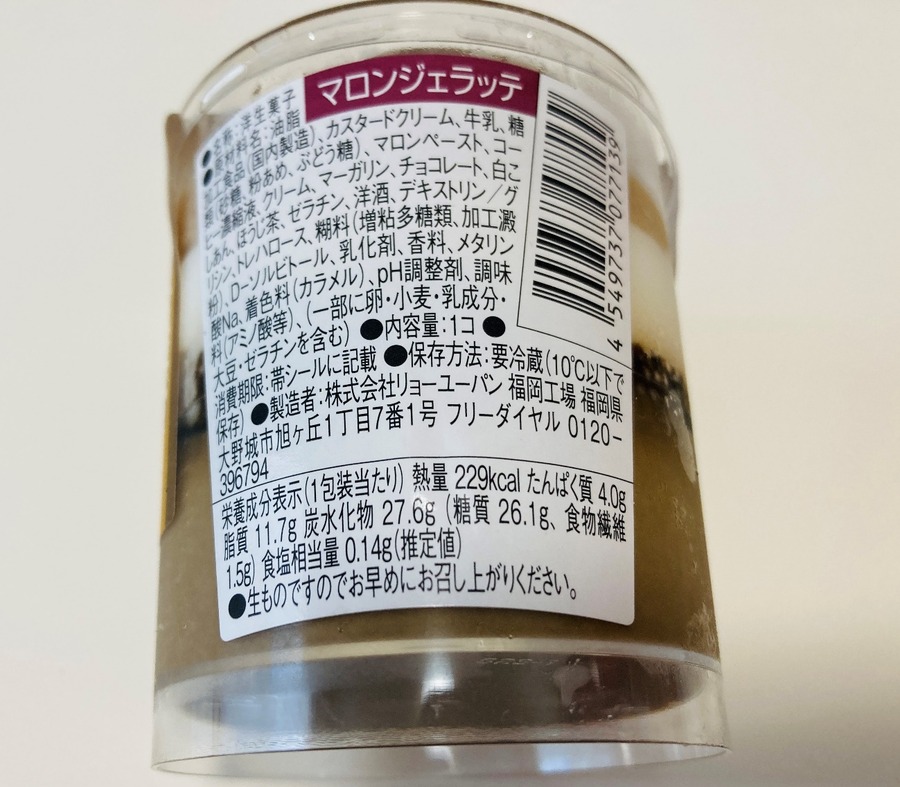 マロンジェラッテ
●名称:洋生菓子
●原材料名:油脂
加工食品(国内製造)、カスタードクリーム、牛乳、糖
類(砂糖、粉あめ、ぶどう糖)、マロンペースト、コー
ヒー濃縮液、クリーム、マーガリン、チョコレート、白こ
しあん、ほうじ茶、ゼラチン、洋酒、デキストリン/グ
リシン、トレハロース、糊料(増粘多糖類、加工澱
粉)、D-ソルビトール、乳化剤、香料、メタリン
酸Na、着色料(カラメル)、pH調整剤、調味
料(アミノ酸等)、(一部に卵・小麦・乳成分・
大豆・ゼラチンを含む) ●内容量:1コ ●
消費期限:帯シールに記載 ●保存方法:要冷蔵(10℃以下で
保存) ●製造者:株式会社リョーユーパン 福岡工場 福岡県
大野城市旭ヶ丘1丁目7番1号 フリーダイヤル 0120-
396794
栄養成分表示(1包装当たり) 熱量 229kcal たんぱく質 4.0g
脂質 11.7g 炭水化物 27.6g (糖質 26.1g、食物繊維
1.5g) 食塩相当量 0.14g(推定値)
●生ものですのでお早めにお召し上がりください。
4 549737 077139